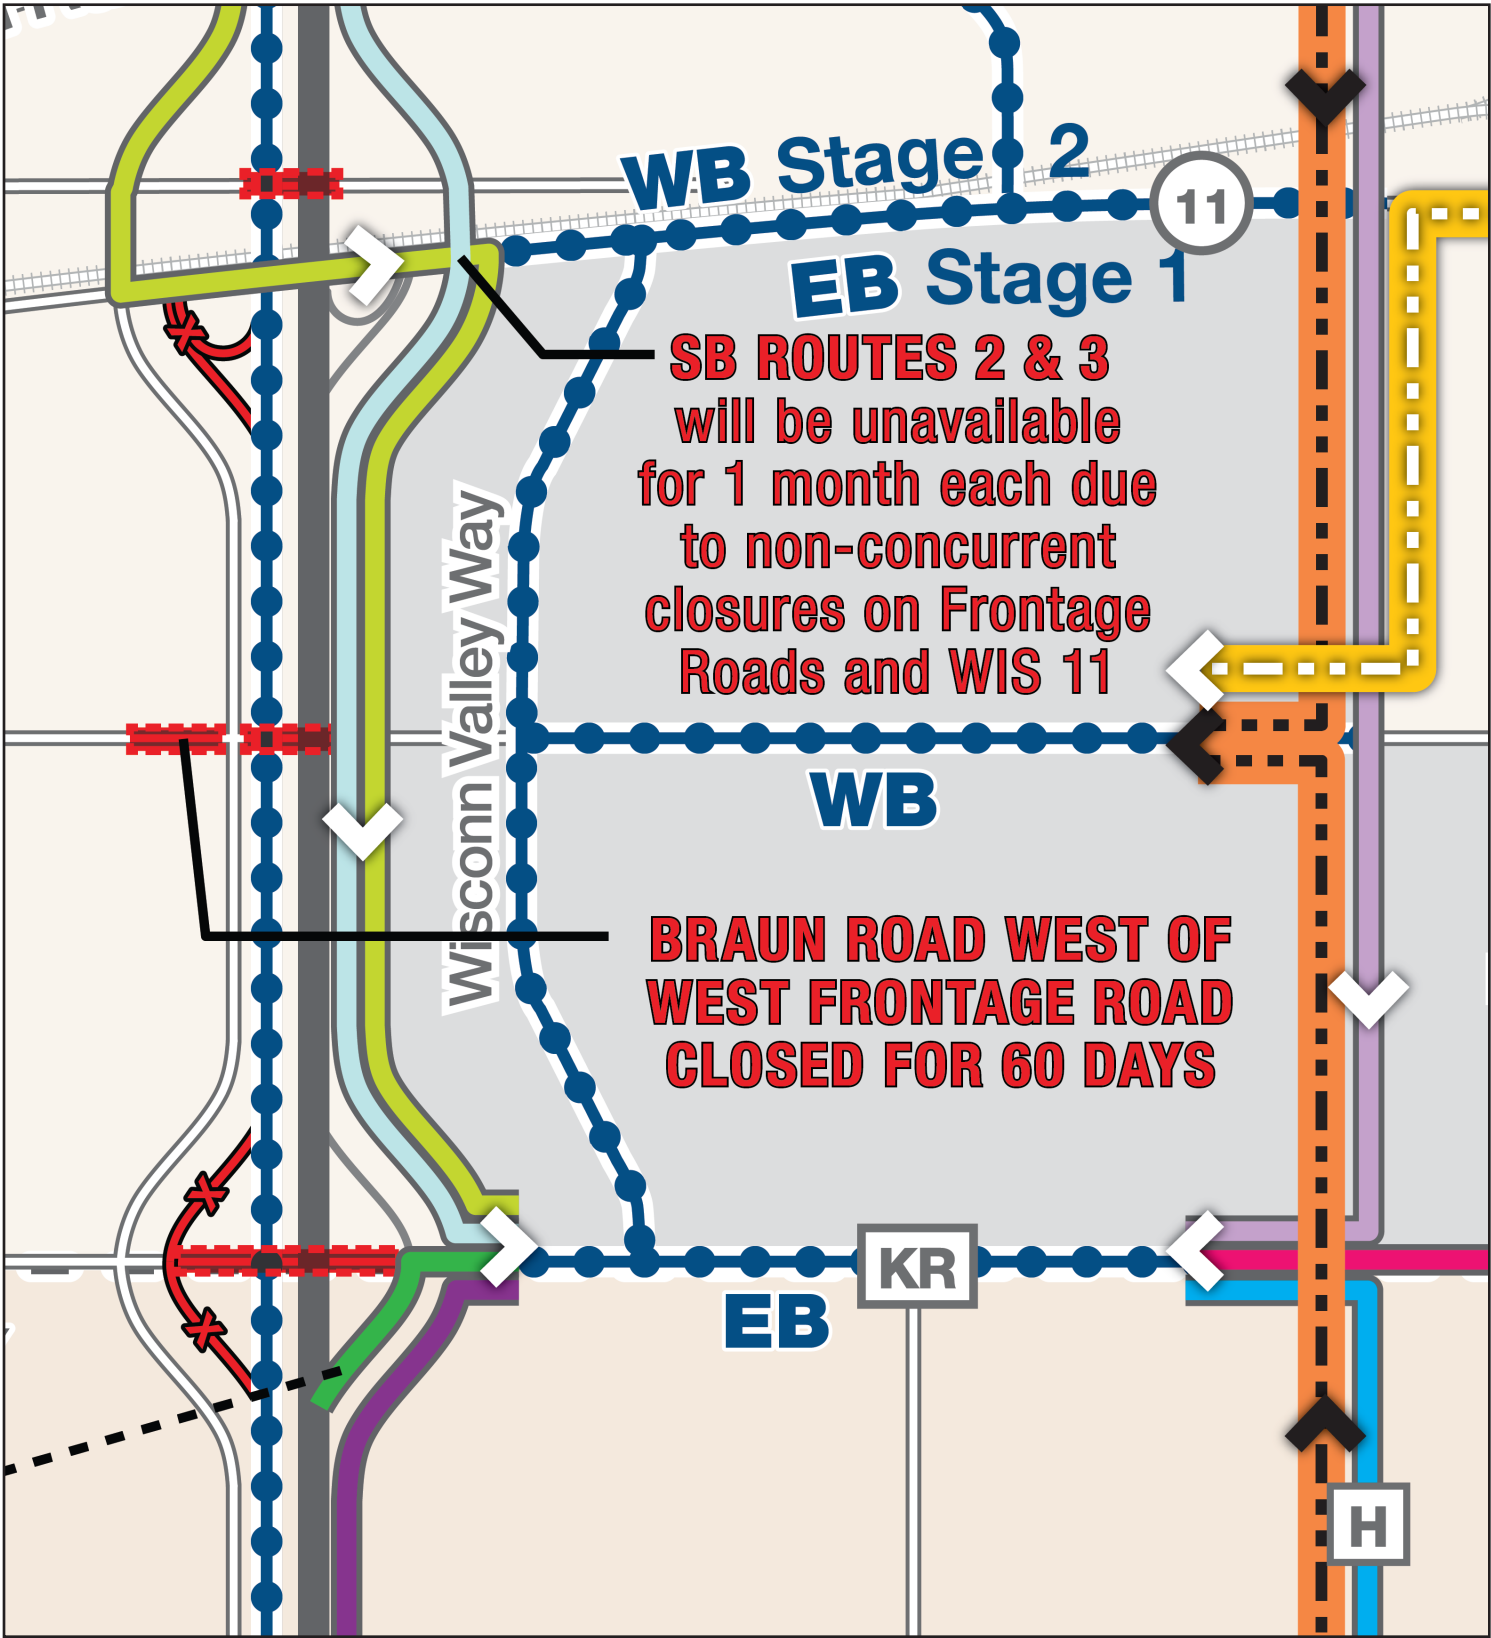 WB Stage 2
11
EB Stage 1
SB ROUTES 2 & 3
will be unavailable
for 1 month each due
to non-concurrent
closures on Frontage
Roads and WIS 11
Wisconn Valley Way
WB
BRAUN ROAD WEST OF
WEST FRONTAGE ROAD
CLOSED FOR 60 DAYS
KR
EB
H